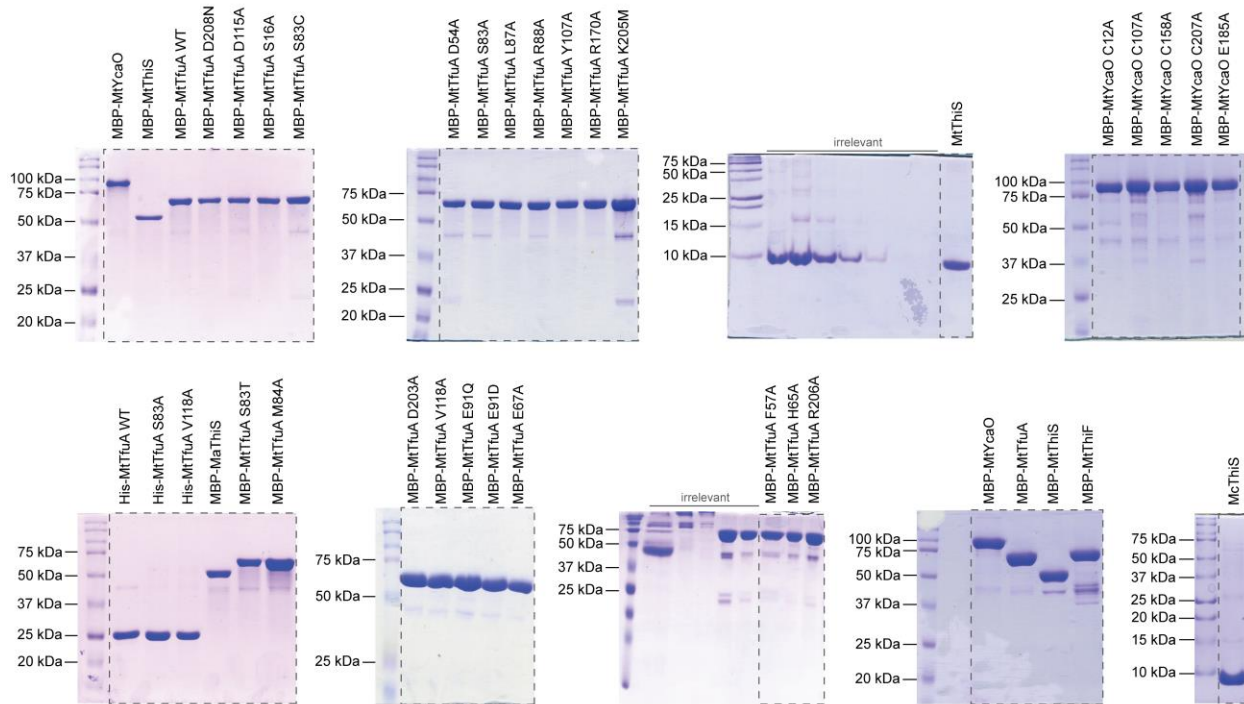 MBP-MtYcaO
MBP-MtThiS
MBP-MtTfuA WT
MBP-MtTfuA D208N
MBP-MtTfuA D115A
MBP-MtTfuA S16A
MBP-MtTfuA S83C
100 kDa
75 kDa
50 kDa
37 kDa
25 kDa
20 kDa
MBP-MtTfuA D54A
MBP-MtTfuA S83A
MBP-MtTfuA L87A
MBP-MtTfuA R88A
MBP-MtTfuA Y107A
MBP-MtTfuA R170A
MBP-MtTfuA K205M
75 kDa
50 kDa
37 kDa
25 kDa
20 kDa
irrelevant
MtThiS
75 kDa
50 kDa
25 kDa
15 kDa
10 kDa
MBP-MtYcaO C12A
MBP-MtYcaO C107A
MBP-MtYcaO C158A
MBP-MtYcaO C207A
MBP-MtYcaO E185A
100 kDa
75 kDa
50 kDa
37 kDa
25 kDa
His-MtTfuA WT
His-MtTfuA S83A
His-MtTfuA V118A
MBP-MaThiS
MBP-MtTfuA S83T
MBP-MtTfuA M84A
75 kDa
50 kDa
37 kDa
25 kDa
20 kDa
MBP-MtTfuA D203A
MBP-MtTfuA V118A
MBP-MtTfuA E91Q
MBP-MtTfuA E91D
MBP-MtTfuA E67A
75 kDa
50 kDa
25 kDa
irrelevant
MBP-MtTfuA F57A
MBP-MtTfuA H65A
MBP-MtTfuA R206A
75 kDa
50 kDa
37 kDa
25 kDa
MBP-MtYcaO
MBP-MtTfuA
MBP-MtThiS
MBP-MtThiF
100 kDa
75 kDa
50 kDa
37 kDa
25 kDa
20 kDa
McThiS
75 kDa
50 kDa
37 kDa
25 kDa
20 kDa
15 kDa
10 kDa